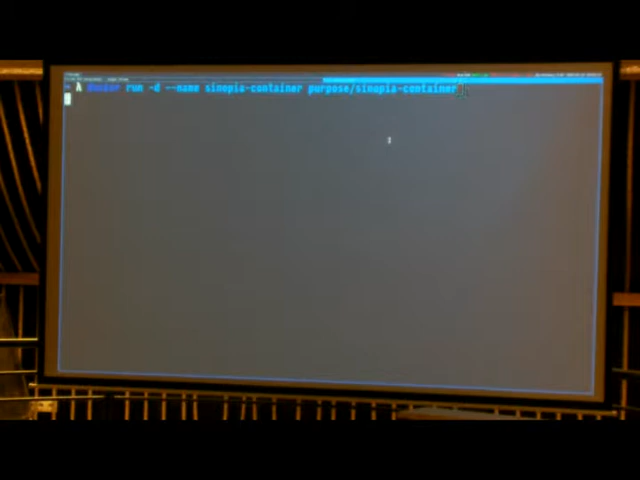 ~ λ docker run -d --name sinopia-container purpose/sinopia-container